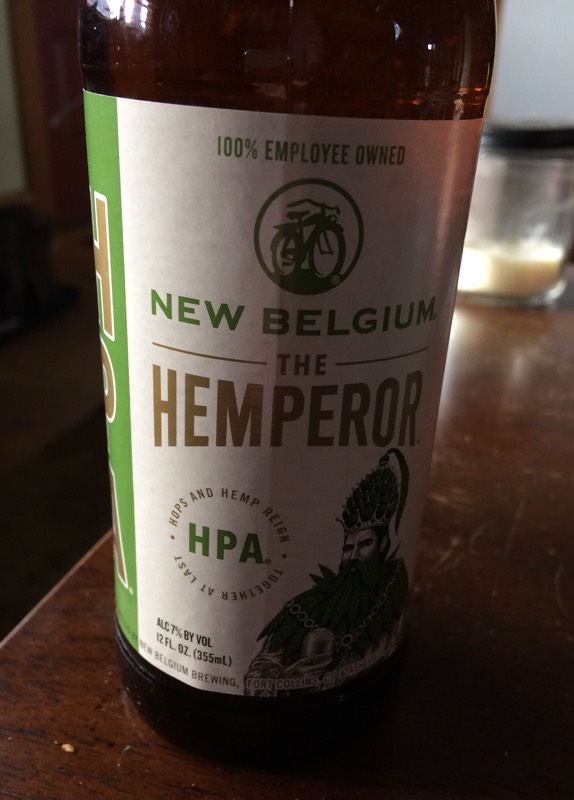 100% EMPLOYEE OWNED
NEW BELGIUM
THE
HEMPEROR
HOPS AND HEMP REIGN
HPA
TOGETHER AT LAST
ALC 7% BY VOL
12 FL. OZ. (355mL)
NEW BELGIUM BREWING, FORT COLLINS,
HPA